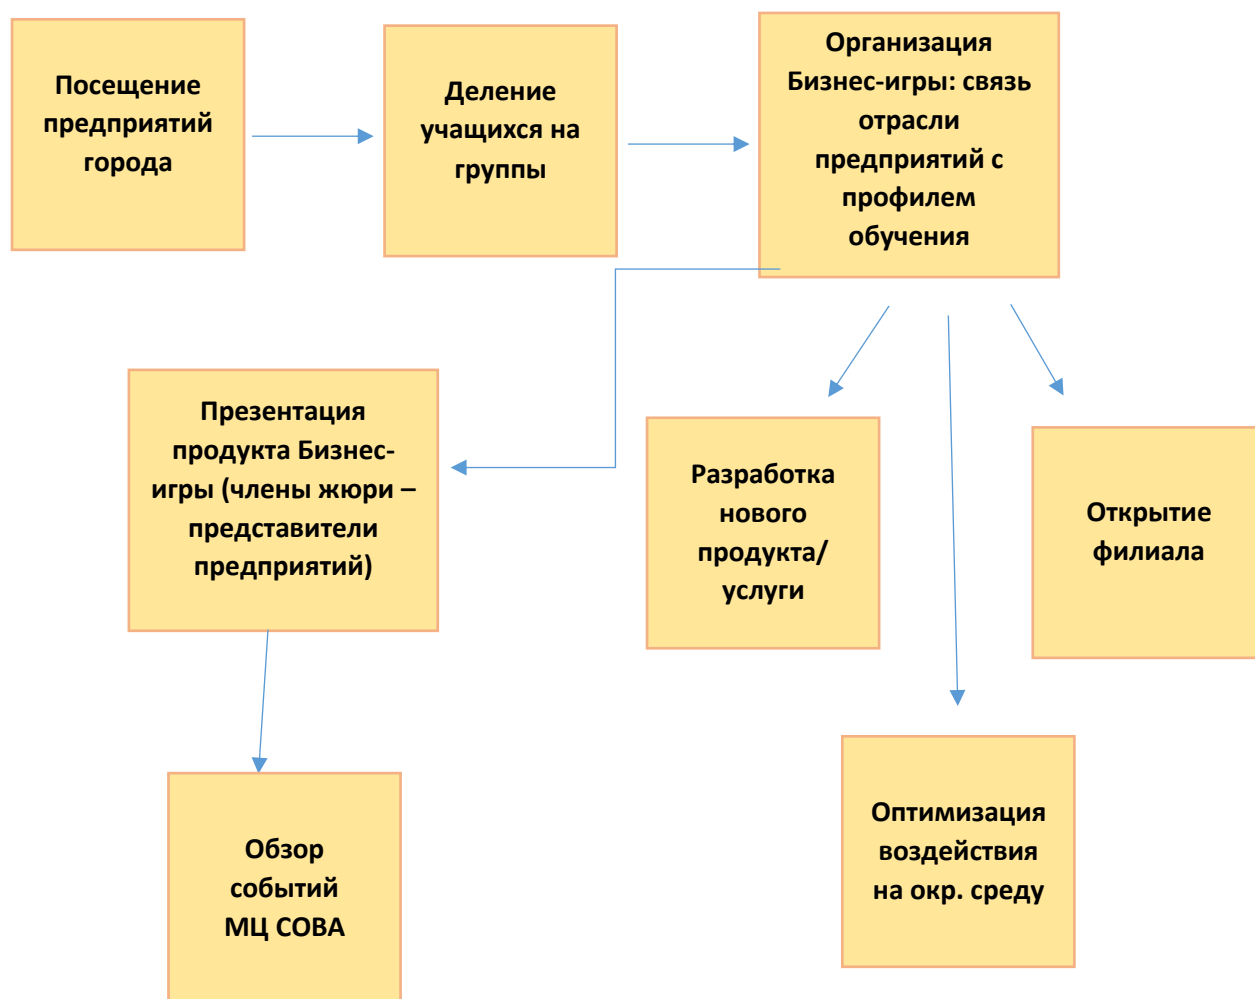 Посещение
предприятий
города
Деление
учащихся на
группы
Организация
Бизнес-игры: связь
отрасли
предприятий с
профилем
обучения
Презентация
продукта Бизнес-
игры (члены жюри –
представители
предприятий)
Разработка
нового
продукта/
услуги
Открытие
филиала
Оптимизация
воздействия
на окр. среду
Обзор
событий
МЦ СОВА